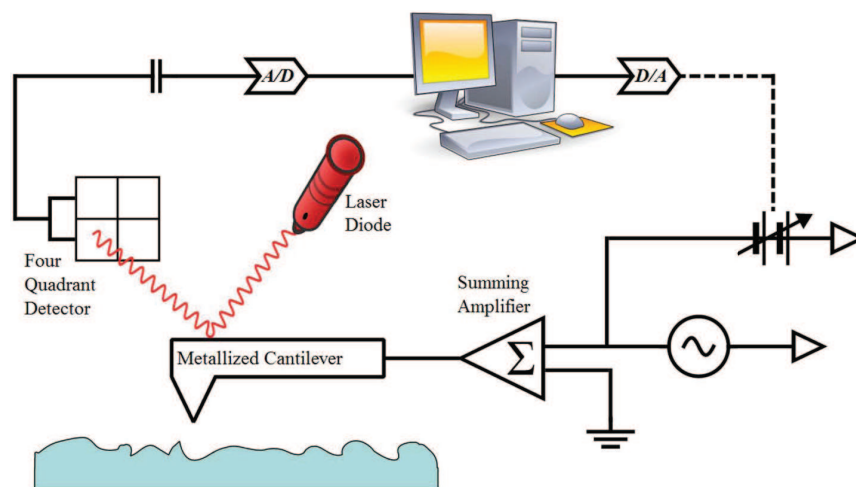 A/D
D/A
Laser
Diode
Four
Quadrant
Detector
Summing
Amplifier
Metallized Cantilever
Σ